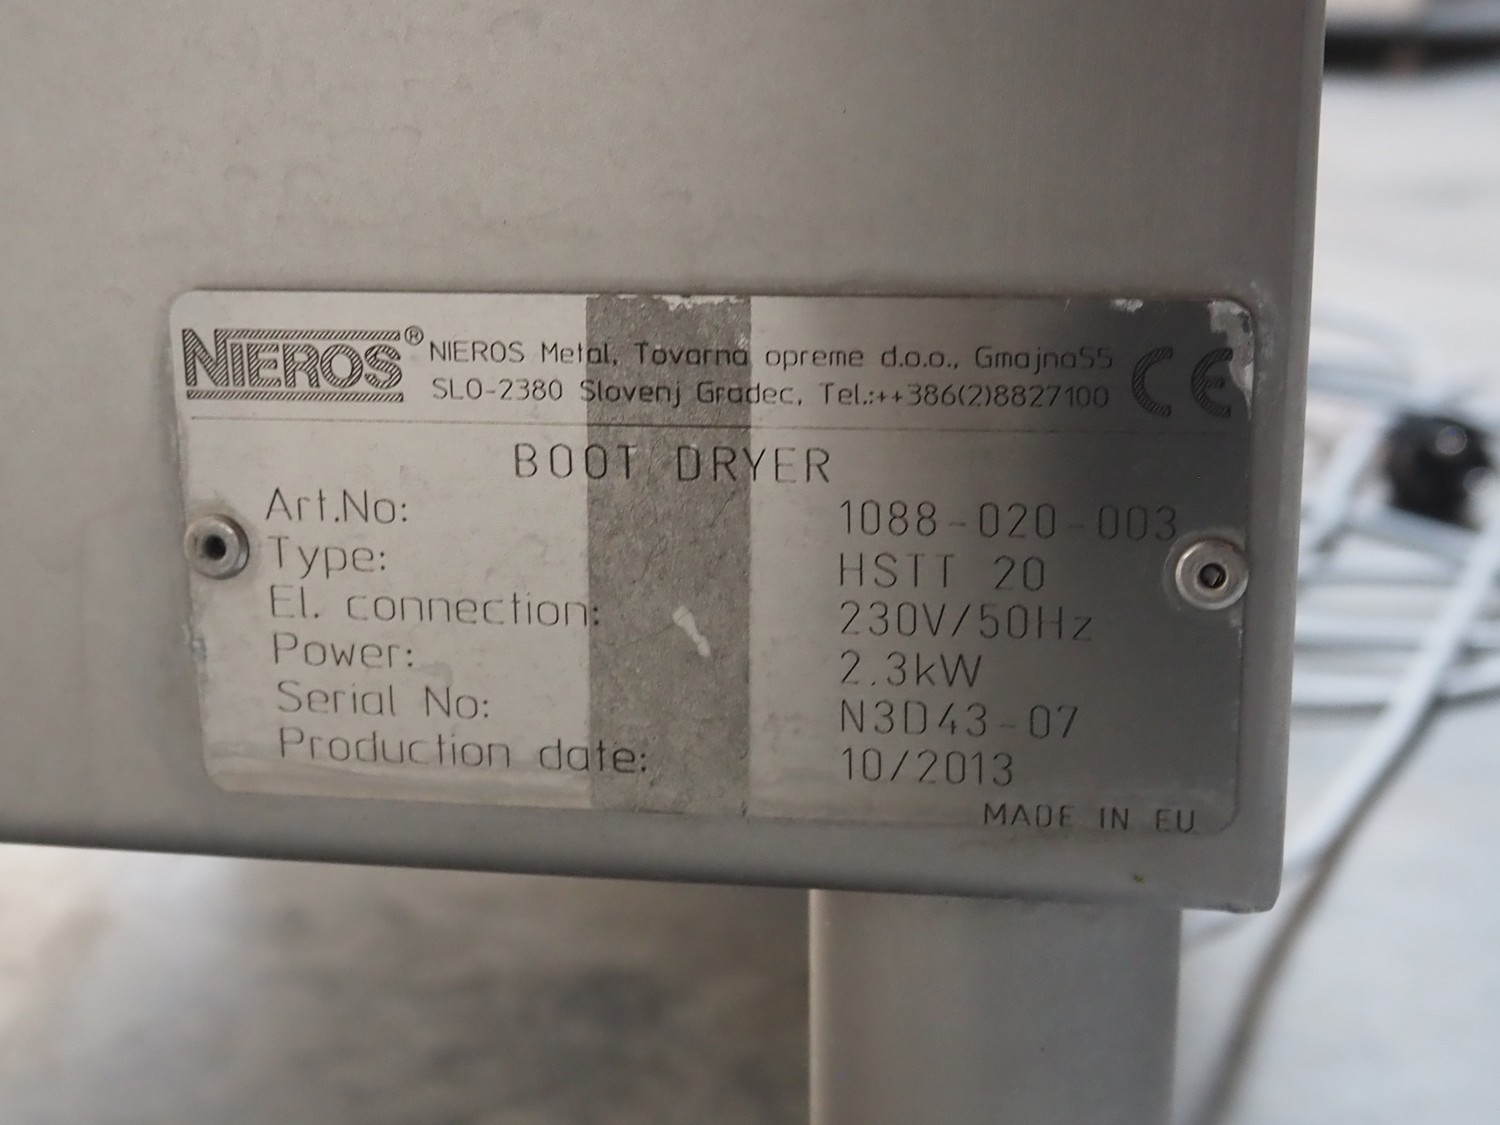 NIEROS® NIEROS Metal, Tovarna opreme d.o.o., Gmajna55 CE
SLO-2380 Slovenj Gradec, Tel.:++386(2)8827100
BOOT DRYER
Art.No: 1088-020-003
Type: HSTT 20
El. connection: 230V/50Hz
Power: 2.3kW
Serial No: N3D43-07
Production date: 10/2013
MADE IN EU